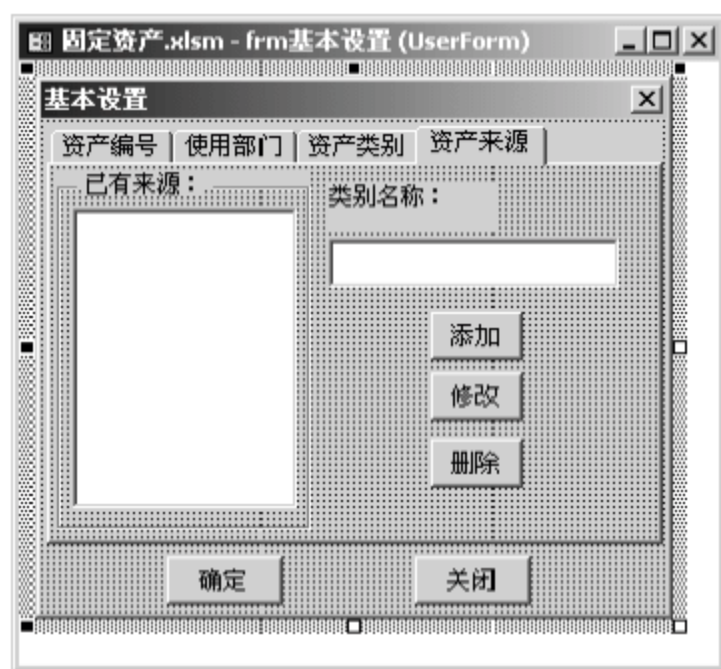 固定资产.xlsm - frm基本设置 (UserForm)
基本设置
资产编号 使用部门 资产类别 资产来源
已有来源：
类别名称：
添加
修改
删除
确定 关闭